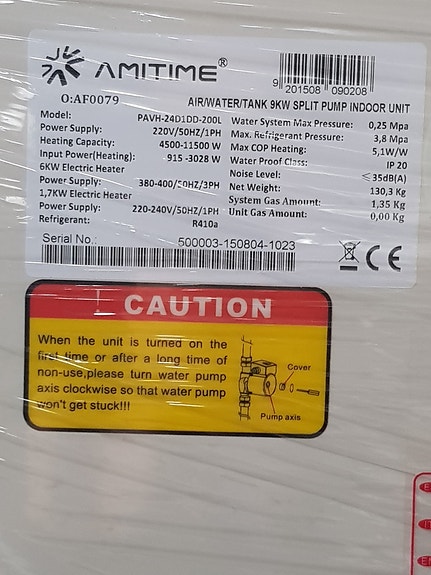 AMITIME®
9 201508 090208
O:AF0079
AIR/WATER/TANK 9KW SPLIT PUMP INDOOR UNIT
Model: PAVH-24D1DD-200L
Power Supply: 220V/50HZ/1PH
Heating Capacity: 4500-11500 W
Input Power(Heating): 915 -3028 W
6KW Electric Heater
Power Supply: 380-400/50HZ/3PH
1,7KW Electric Heater
Power Supply: 220-240V/50HZ/1PH
Refrigerant: R410a
Water System Max Pressure: 0,25 Mpa
Max. Refrigerant Pressure: 3,8 Mpa
Max COP Heating: 5,1W/W
Water Proof Class: IP 20
Noise Level: ≤35dB(A)
Net Weight: 130,3 Kg
System Gas Amount: 1,35 Kg
Unit Gas Amount: 0,00 Kg
Serial No.: 500003-150804-1023
CE
CAUTION
When the unit is turned on the
first time or after a long time of
non-use,please turn water pump
axis clockwise so that water pump
won't get stuck!!!
Cover
Pump axis